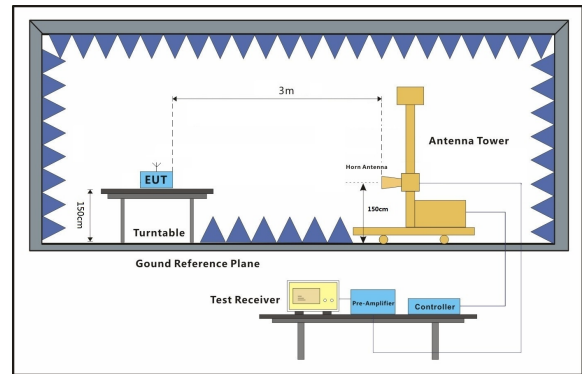 3m
Antenna Tower
Horn Antenna
EUT
150cm
150cm
Turntable
Gound Reference Plane
Test Receiver
Pre-Amplifier
Controller